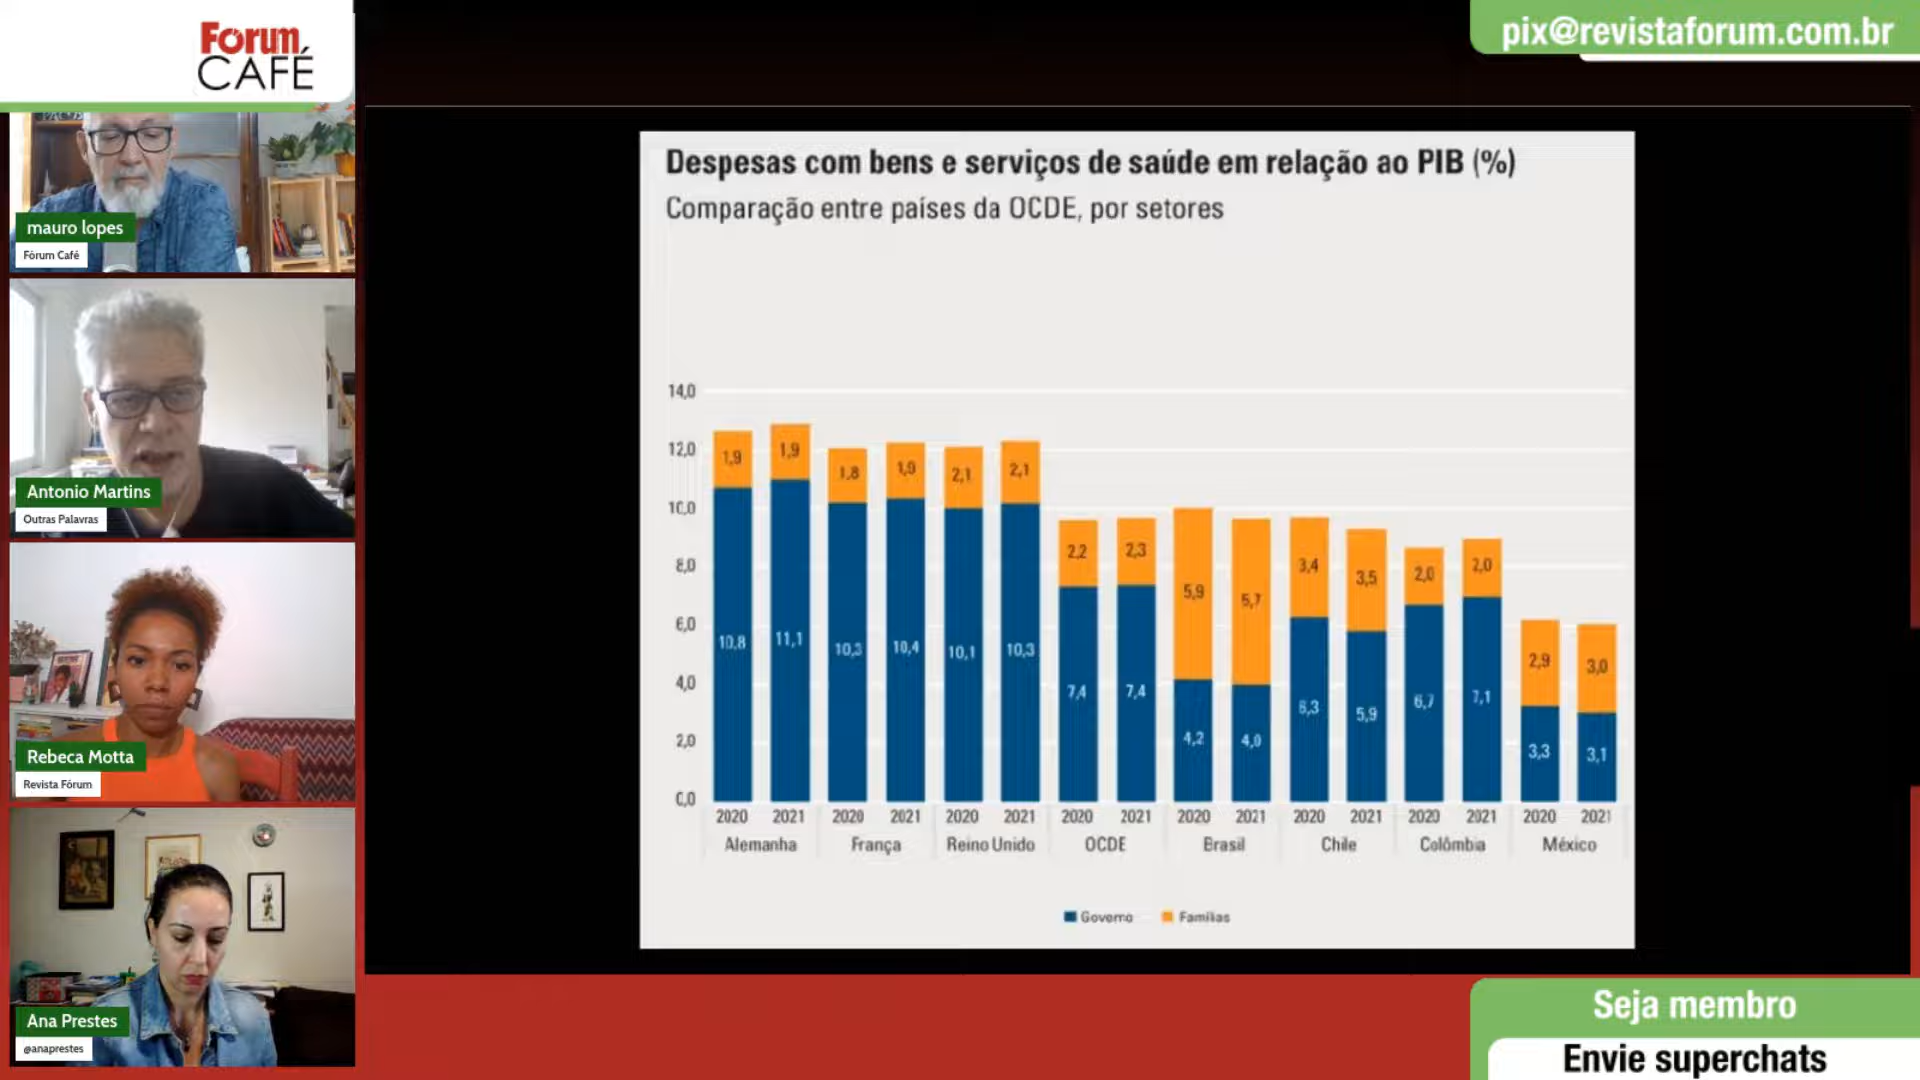 Fórum
CAFÉ
pix@revistaforum.com.br
mauro lopes
Fórum Café
Antonio Martins
Outras Palavras
Rebeca Motta
Revista Fórum
Ana Prestes
@anaprestes
Despesas com bens e serviços de saúde em relação ao PIB (%)
Comparação entre países da OCDE, por setores
14,0
12,0
10,0
8,0
6,0
4,0
2,0
0,0
1,9 1,9 1,8 1,9 2,1 2,1 2,2 2,3 5,9 5,7 3,4 3,5 2,0 2,0 2,9 3,0
10,8 11,1 10,3 10,4 10,1 10,3 7,4 7,4 4,2 4,0 6,3 5,9 6,7 7,1 3,3 3,1
2020 2021 2020 2021 2020 2021 2020 2021 2020 2021 2020 2021 2020 2021 2020 2021
Alemanha França Reino Unido OCDE Brasil Chile Colômbia México
Governo Famílias
Seja membro
Envie superchats